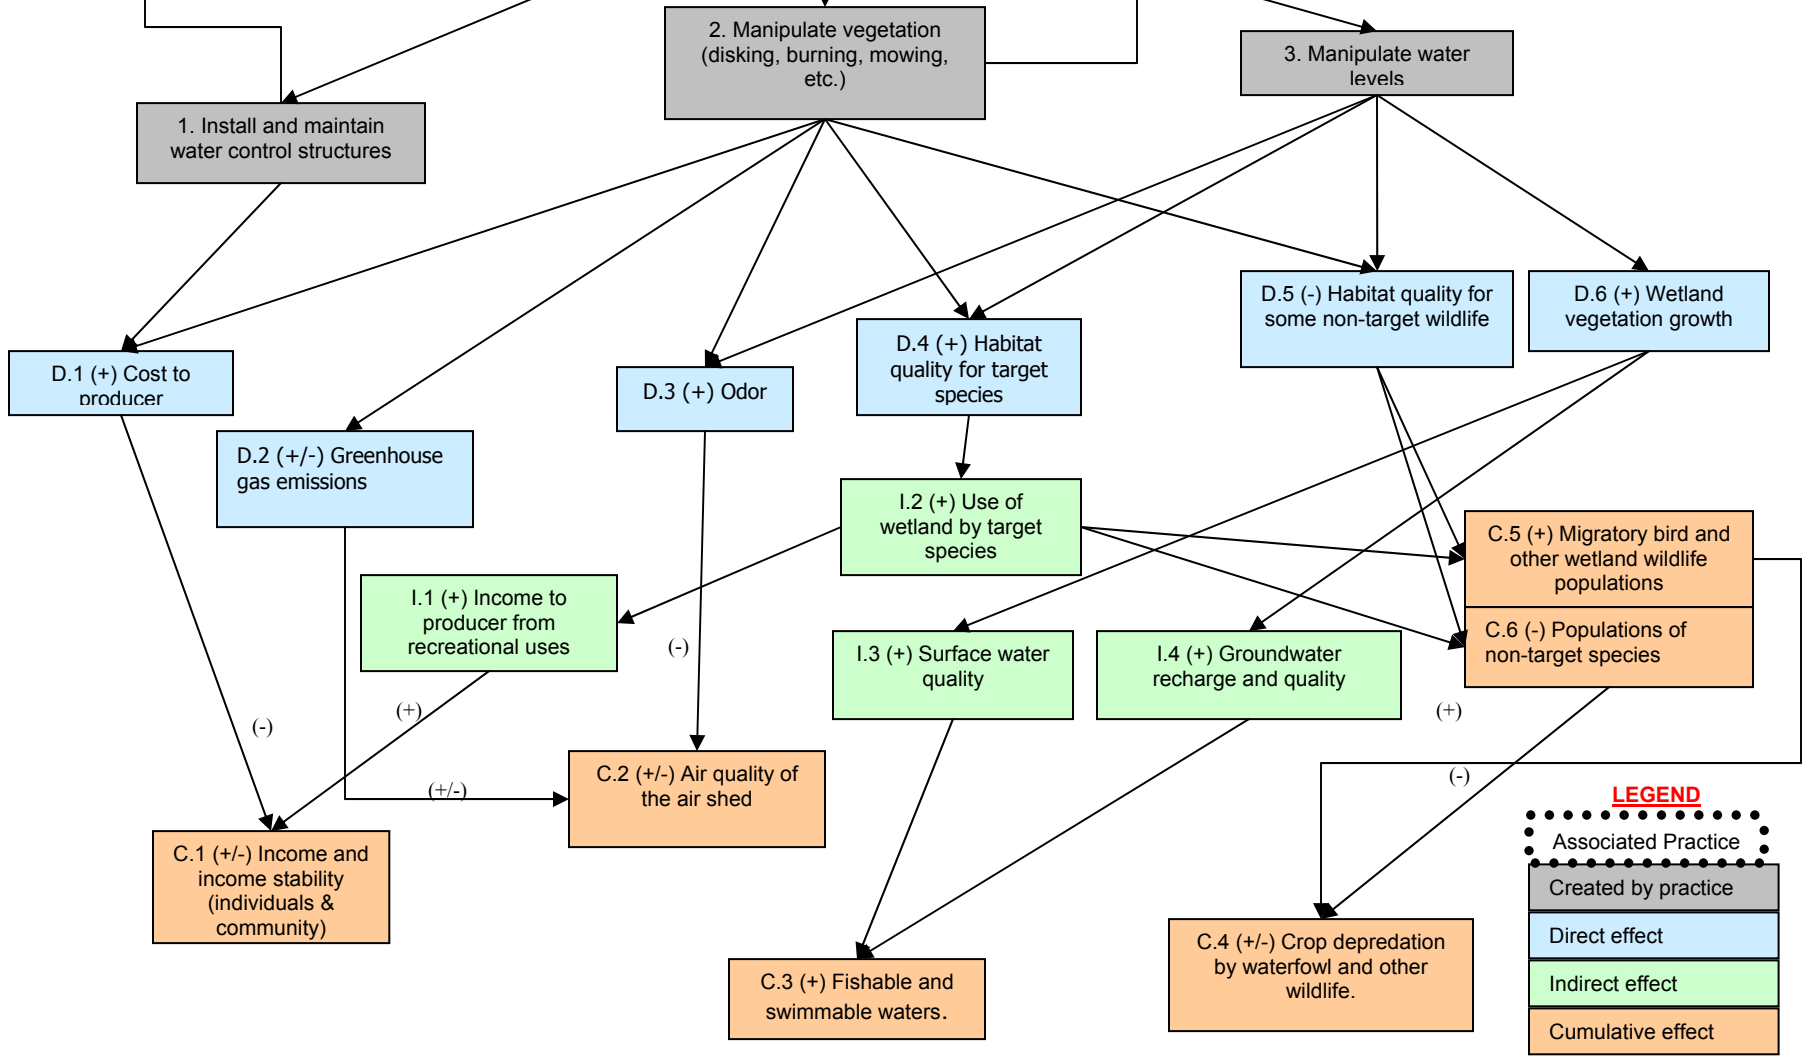 2. Manipulate vegetation
(disking, burning, mowing,
etc.)
3. Manipulate water
levels
1. Install and maintain
water control structures
D.5 (-) Habitat quality for
some non-target wildlife
D.6 (+) Wetland
vegetation growth
D.4 (+) Habitat
quality for target
species
D.1 (+) Cost to
producer
D.3 (+) Odor
D.2 (+/-) Greenhouse
gas emissions
I.2 (+) Use of
wetland by target
species
C.5 (+) Migratory bird and
other wetland wildlife
populations
I.1 (+) Income to
producer from
recreational uses
C.6 (-) Populations of
non-target species
(-)
I.3 (+) Surface water
quality
I.4 (+) Groundwater
recharge and quality
(+)
(+)
(-)
C.2 (+/-) Air quality of
the air shed
(+/-)
(-)
LEGEND
Associated Practice
Created by practice
Direct effect
Indirect effect
Cumulative effect
C.1 (+/-) Income and
income stability
(individuals &
community)
C.4 (+/-) Crop depredation
by waterfowl and other
wildlife.
C.3 (+) Fishable and
swimmable waters.